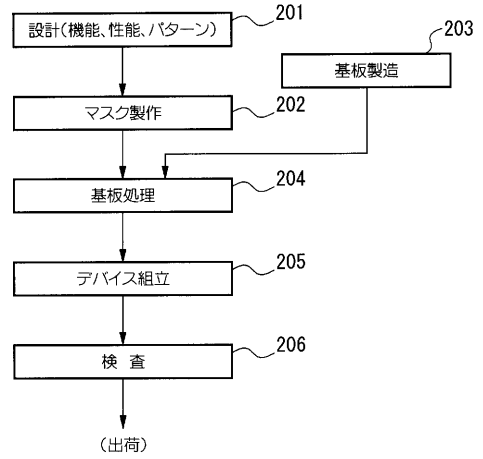 設計(機能、性能、パターン)
201
203
基板製造
マスク製作
202
基板処理
204
デバイス組立
205
検 査
206
(出荷)